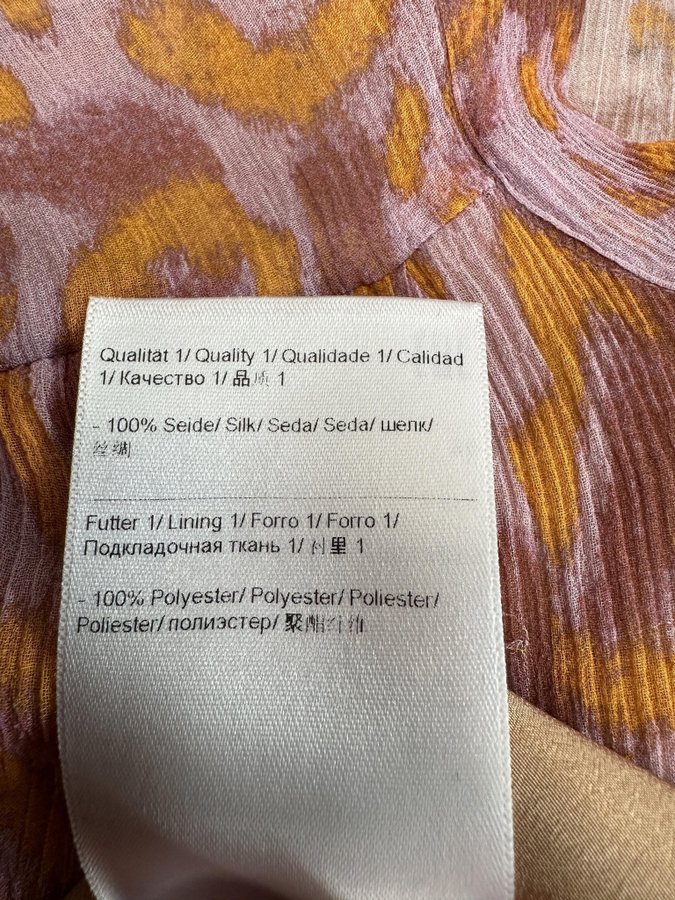 Qualität 1/ Quality 1/ Qualidade 1/ Calidad
1/ Качество 1/ 品质 1
- 100% Seide/ Silk/ Seda/ Seda/ шелк/
丝绸
Futter 1/ Lining 1/ Forro 1/ Forro 1/
Подкладочная ткань 1/ 衬里 1
- 100% Polyester/ Polyester/ Poliester/
Poliester/ полиэстер/ 聚酯纤维